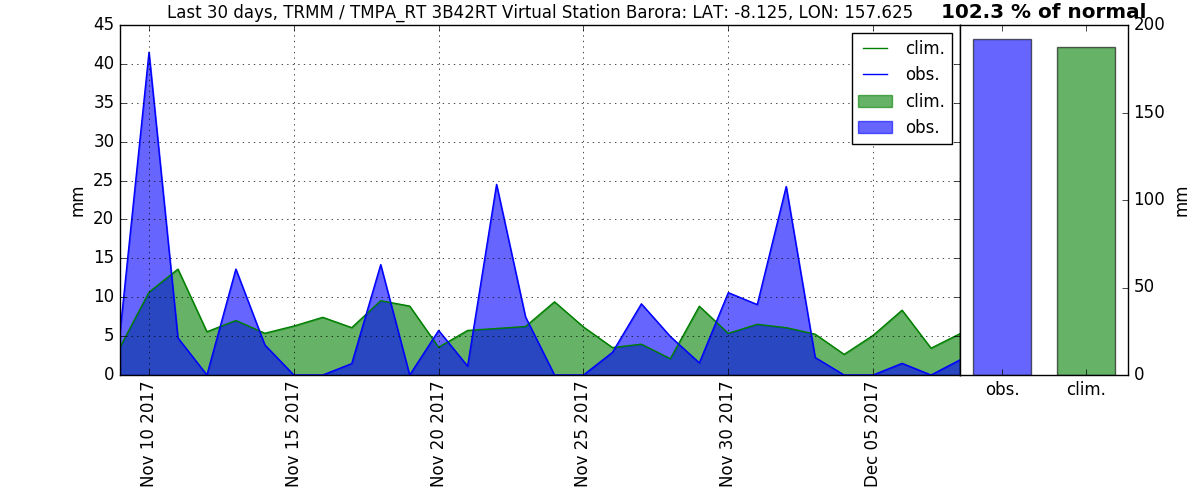 Last 30 days, TRMM / TMPA_RT 3B42RT Virtual Station Barora: LAT: -8.125, LON: 157.625
102.3 % of normal
mm
45
40
35
30
25
20
15
10
5
0
clim.
obs.
clim.
obs.
Nov 10 2017
Nov 15 2017
Nov 20 2017
Nov 25 2017
Nov 30 2017
Dec 05 2017
200
150
100
50
0
mm
obs.
clim.